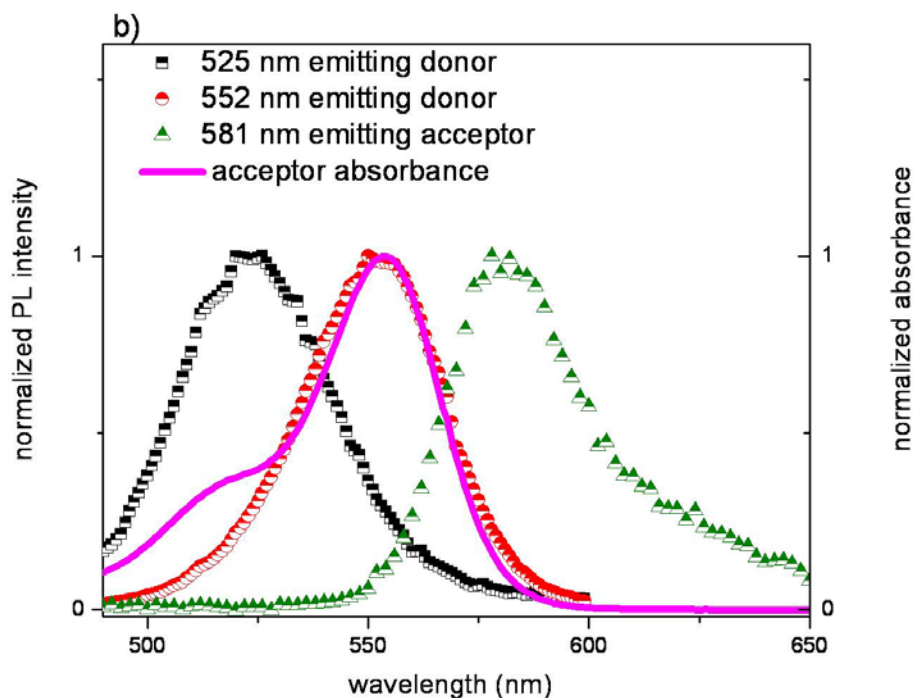 b)
525 nm emitting donor
552 nm emitting donor
581 nm emitting acceptor
acceptor absorbance
normalized PL intensity
normalized absorbance
1
1
0
0
500
550
600
650
wavelength (nm)